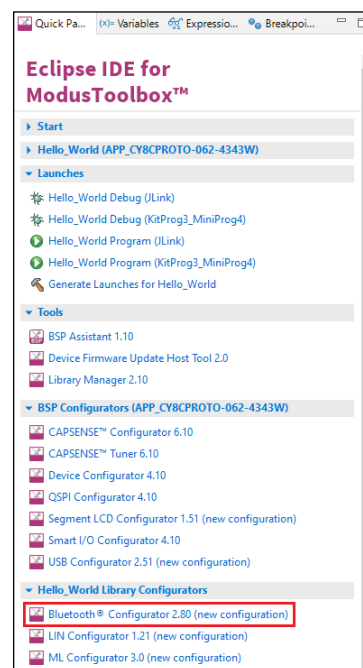 Quick Pa...
(x)= Variables
Expressio...
Breakpoi...
Eclipse IDE for
ModusToolbox™
Start
Hello_World (APP_CY8CPROTO-062-4343W)
Launches
Hello_World Debug (JLink)
Hello_World Debug (KitProg3_MiniProg4)
Hello_World Program (JLink)
Hello_World Program (KitProg3_MiniProg4)
Generate Launches for Hello_World
Tools
BSP Assistant 1.10
Device Firmware Update Host Tool 2.0
Library Manager 2.10
BSP Configurators (APP_CY8CPROTO-062-4343W)
CAPSENSE™ Configurator 6.10
CAPSENSE™ Tuner 6.10
Device Configurator 4.10
QSPI Configurator 4.10
Segment LCD Configurator 1.51 (new configuration)
Smart I/O Configurator 4.10
USB Configurator 2.51 (new configuration)
Hello_World Library Configurators
Bluetooth® Configurator 2.80 (new configuration)
LIN Configurator 1.21 (new configuration)
ML Configurator 3.0 (new configuration)